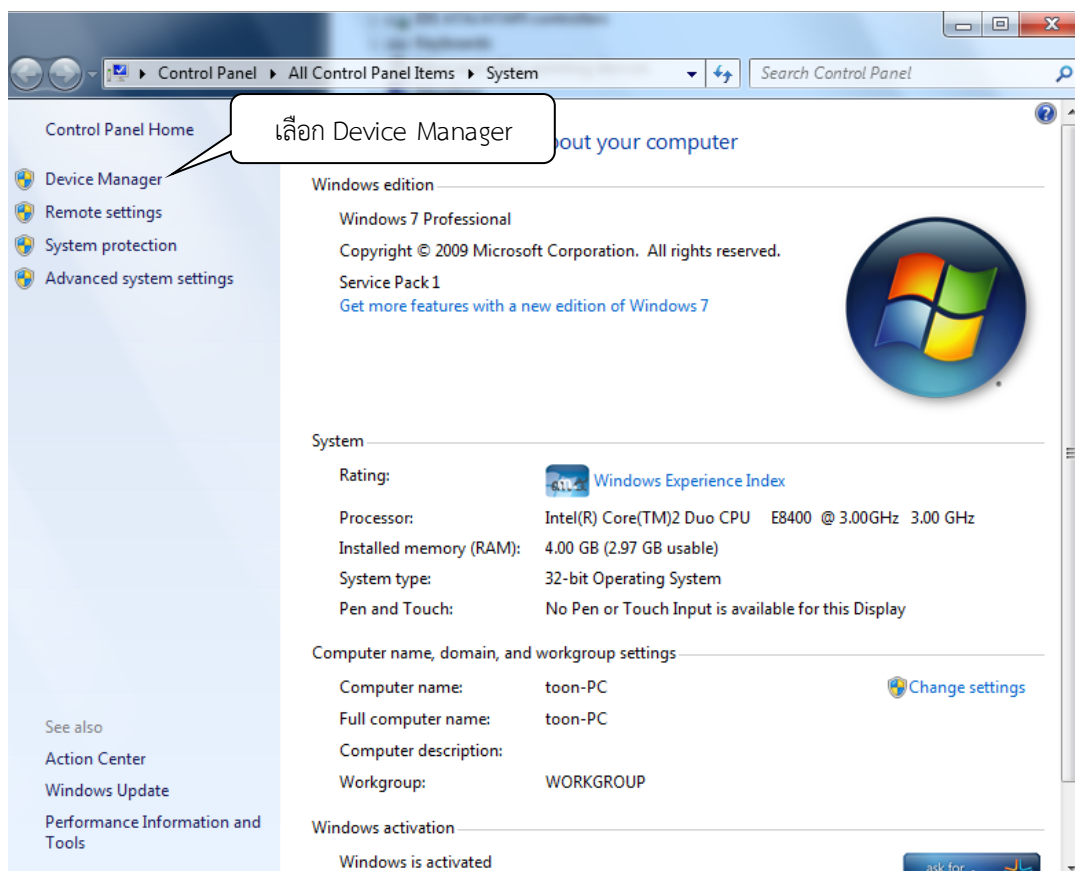 Keyboards
Control Panel ▸ All Control Panel Items ▸ System
Search Control Panel
Control Panel Home
Device Manager
Remote settings
System protection
Advanced system settings
See also
Action Center
Windows Update
Performance Information and
Tools
เลือก Device Manager
out your computer
Windows edition
Windows 7 Professional
Copyright © 2009 Microsoft Corporation. All rights reserved.
Service Pack 1
Get more features with a new edition of Windows 7
System
Rating:
Windows Experience Index
Processor: Intel(R) Core(TM)2 Duo CPU E8400 @ 3.00GHz 3.00 GHz
Installed memory (RAM): 4.00 GB (2.97 GB usable)
System type: 32-bit Operating System
Pen and Touch: No Pen or Touch Input is available for this Display
Computer name, domain, and workgroup settings
Computer name: toon-PC
Change settings
Full computer name: toon-PC
Computer description:
Workgroup: WORKGROUP
Windows activation
Windows is activated
ask for